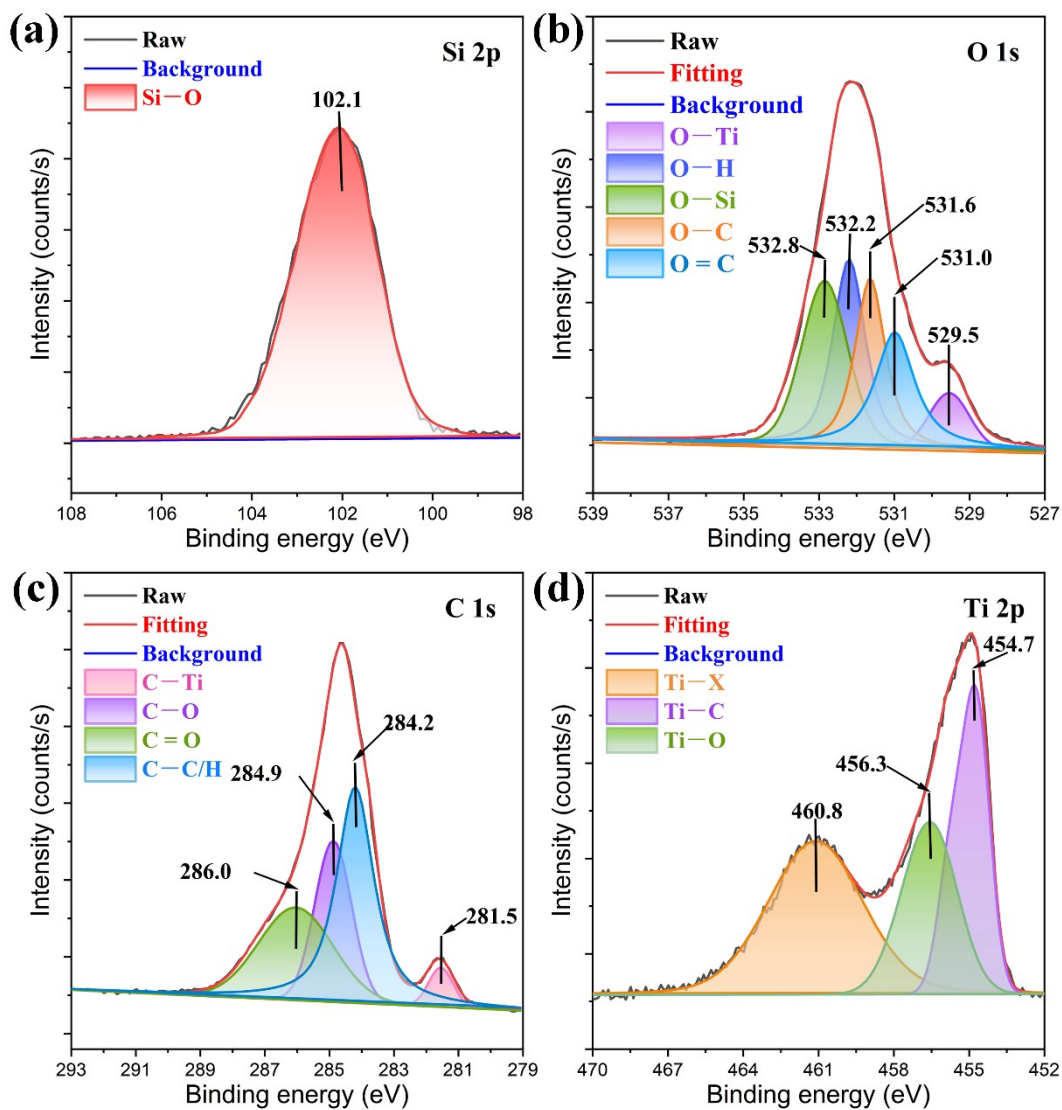 (a)
Raw
Background
Si—O
Si 2p
102.1
Intensity (counts/s)
108 106 104 102 100 98
Binding energy (eV)
(b)
Raw
Fitting
Background
O—Ti
O—H
O—Si
O—C
O=C
O 1s
532.8
532.2
531.6
531.0
529.5
Intensity (counts/s)
539 537 535 533 531 529 527
Binding energy (eV)
(c)
Raw
Fitting
Background
C—Ti
C—O
C=O
C—C/H
C 1s
286.0
284.9
284.2
281.5
Intensity (counts/s)
293 291 289 287 285 283 281 279
Binding energy (eV)
(d)
Raw
Fitting
Background
Ti—X
Ti—C
Ti—O
Ti 2p
460.8
456.3
454.7
Intensity (counts/s)
470 467 464 461 458 455 452
Binding energy (eV)